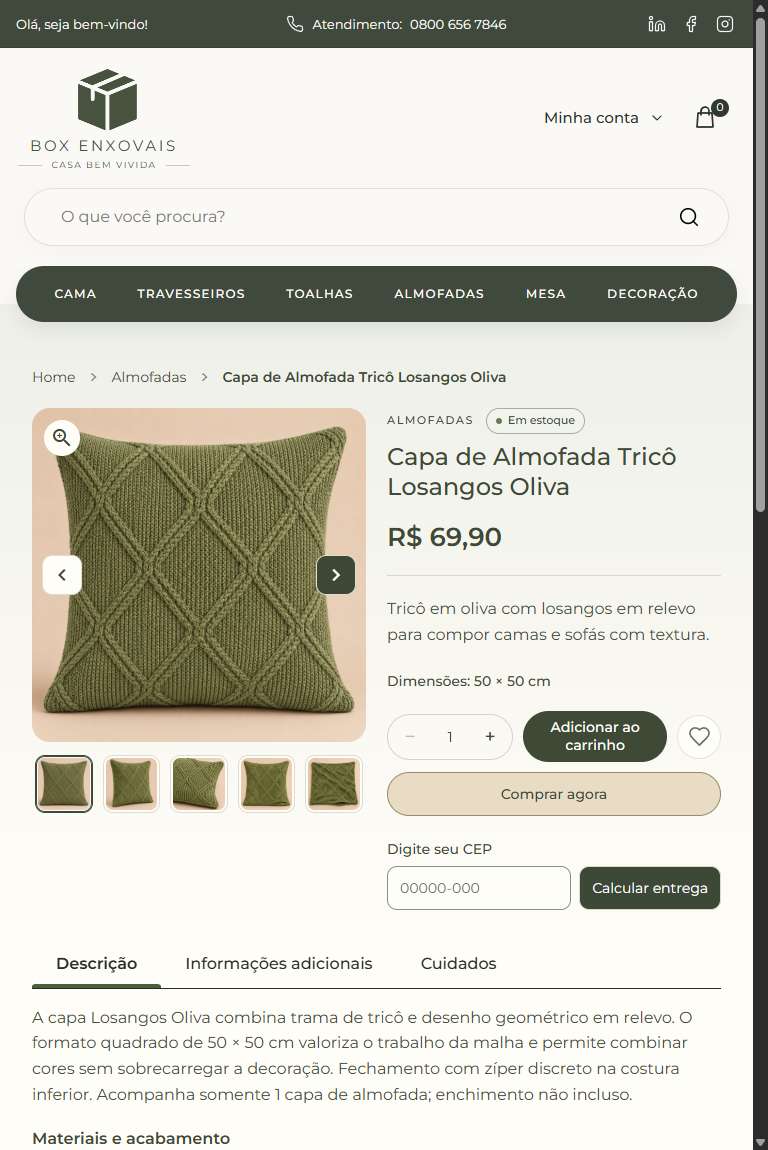 Olá, seja bem-vindo!
Atendimento: 0800 656 7846
BOX ENXOVAIS
CASA BEM VIVIDA
Minha conta
0
O que você procura?
CAMA
TRAVESSEIROS
TOALHAS
ALMOFADAS
MESA
DECORAÇÃO
Home > Almofadas > Capa de Almofada Tricô Losangos Oliva
ALMOFADAS
Em estoque
Capa de Almofada Tricô
Losangos Oliva
R$ 69,90
Tricô em oliva com losangos em relevo
para compor camas e sofás com textura.
Dimensões: 50 × 50 cm
− 1 +
Adicionar ao
carrinho
Comprar agora
Digite seu CEP
00000-000
Calcular entrega
Descrição
Informações adicionais
Cuidados
A capa Losangos Oliva combina trama de tricô e desenho geométrico em relevo. O
formato quadrado de 50 × 50 cm valoriza o trabalho da malha e permite combinar
cores sem sobrecarregar a decoração. Fechamento com zíper discreto na costura
inferior. Acompanha somente 1 capa de almofada; enchimento não incluso.
Materiais e acabamento